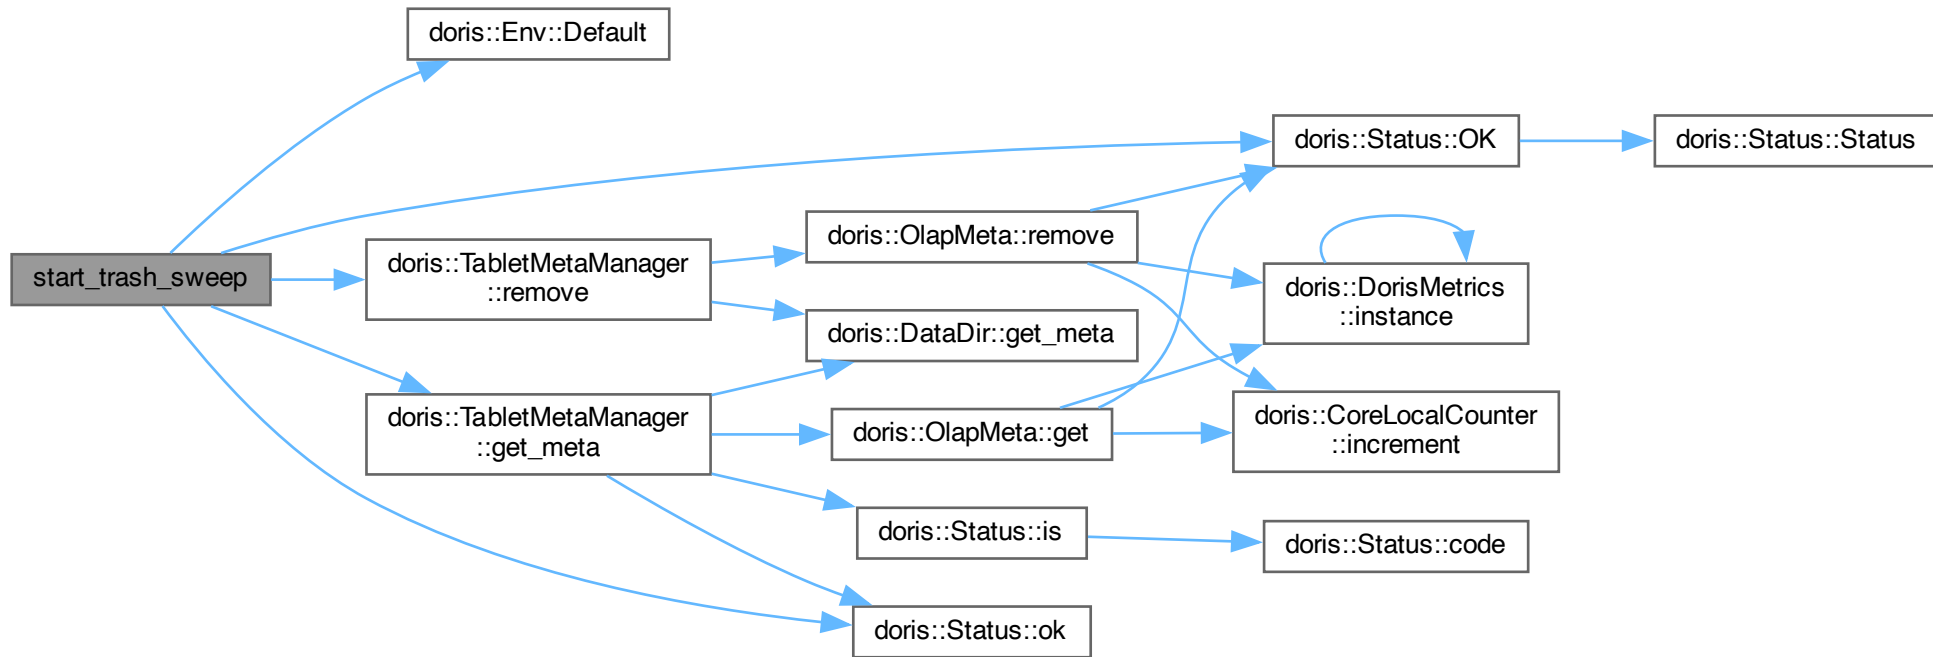 doris::Env::Default
doris::Status::OK
doris::Status::Status
doris::OlapMeta::remove
start_trash_sweep
doris::TabletMetaManager
::remove
doris::DorisMetrics
::instance
doris::DataDir::get_meta
doris::TabletMetaManager
::get_meta
doris::OlapMeta::get
doris::CoreLocalCounter
::increment
doris::Status::is
doris::Status::code
doris::Status::ok